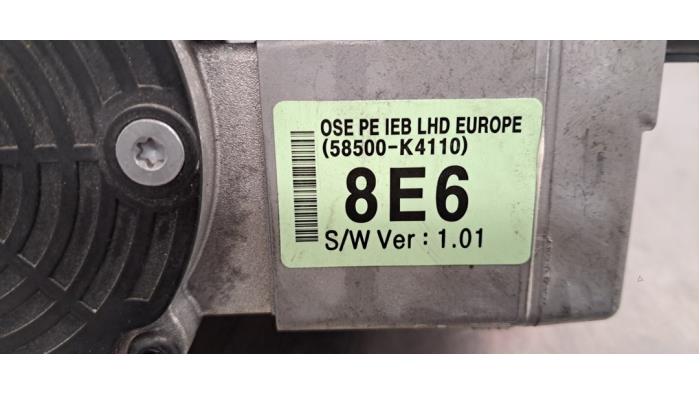 OSE PE IEB LHD EUROPE
(58500-K4110)
8E6
S/W Ver : 1.01